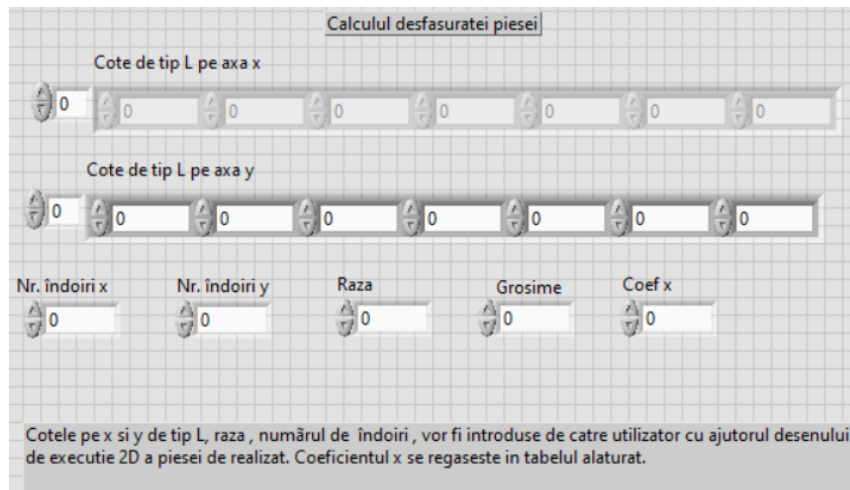 Calculul desfasuratei piesei
Cote de tip L pe axa x
0 0 0 0 0 0 0 0
Cote de tip L pe axa y
0 0 0 0 0 0 0 0
Nr. îndoiri x Nr. îndoiri y Raza Grosime Coef x
0 0 0 0 0
Cotele pe x si y de tip L, raza , numãrul de îndoiri , vor fi introduse de catre utilizator cu ajutorul desenului
de executie 2D a piesei de realizat. Coeficientul x se regaseste in tabelul alaturat.